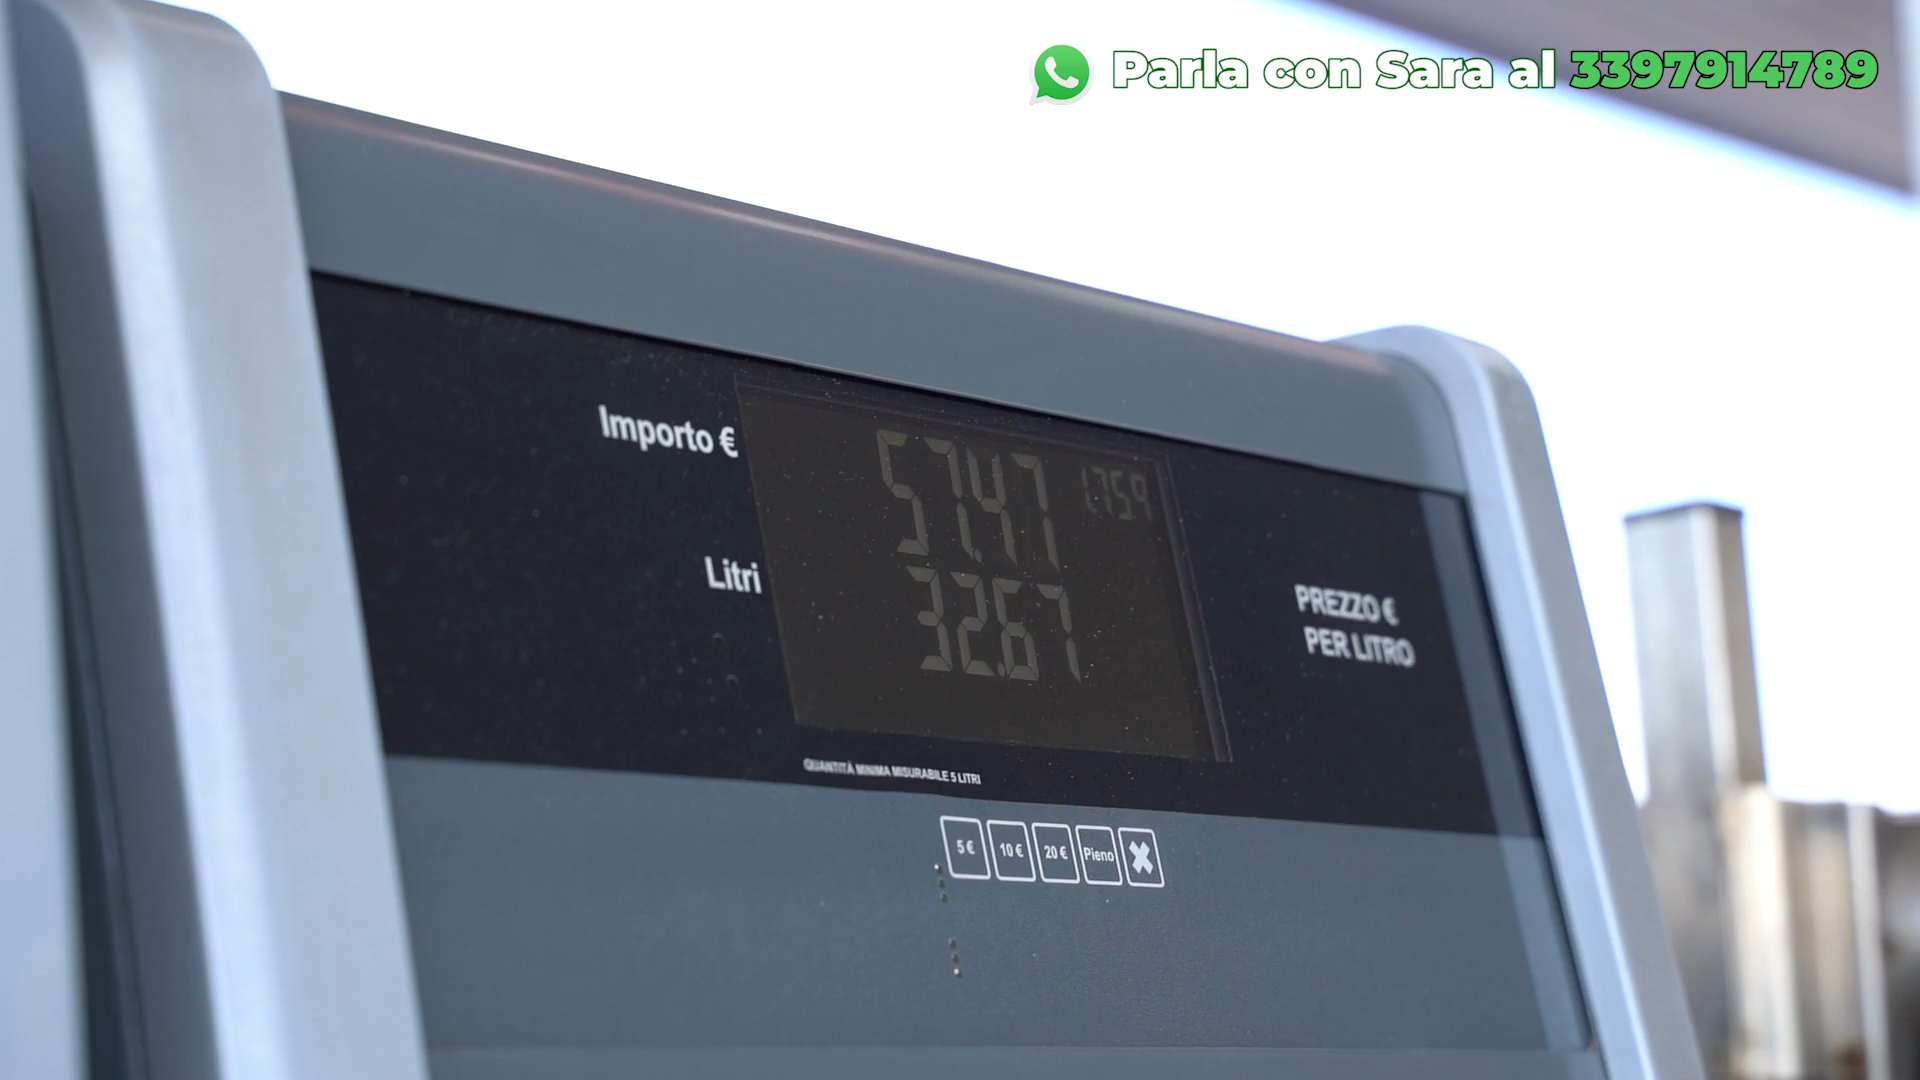 Parla con Sara al 3397914789
Importo €
57.47
1.759
Litri
32.67
PREZZO €
PER LITRO
QUANTITÀ MINIMA MISURABILE 5 LITRI
5 €
10 €
20 €
Pieno